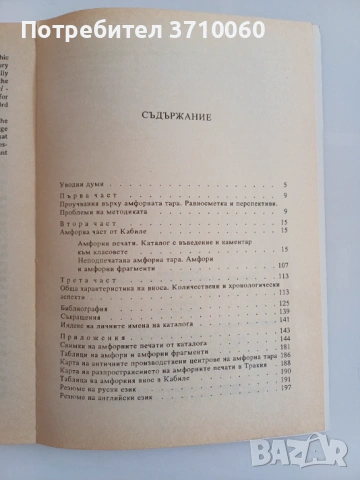 Потребител 3710060
СЪДЪРЖАНИЕ
Уводни думи . . . . . . . . . . . . . . 5
Първа част . . . . . . . . . . . . . . 9
Проучвания върху амфорната тара. Равносметка и перспективи.
Проблеми на методиката . . . . . . . . . . . 9
Втора част . . . . . . . . . . . . . . 15
Амфорна част от Кабиле . . . . . . . . . . .
Амфорни печати. Каталог с въведение и каментар
към класовете . . . . . . . . . . . 15
Неподпечатана амфорна тара. Амфори
и амфорни фрагменти . . . . . . . . . 107
Трета част . . . . . . . . . . . . . . 113
Обща характеристика на вноса. Количествени и хронологически
аспекти . . . . . . . . . . . . . . . 113
Библиография . . . . . . . . . . . . . 125
Съкращения . . . . . . . . . . . . . . 139
Индекс на личните имена на каталога . . . . . . . 141
Приложения . . . . . . . . . . . . . . 143
Снимки на амфорните печати от каталога . . . . . . 144
Таблици на амфори и амфорни фрагменти . . . . . . 181
Карта на античните производствени центрове на амфорна тара 186
Карта на разпространението на амфорните печати в Тракия 188
Таблица на амфорния внос в Кабиле . . . . . . . 190
Резюме на руски език . . . . . . . . . . . 191
Резюме на английски език . . . . . . . . . . 197
bazar